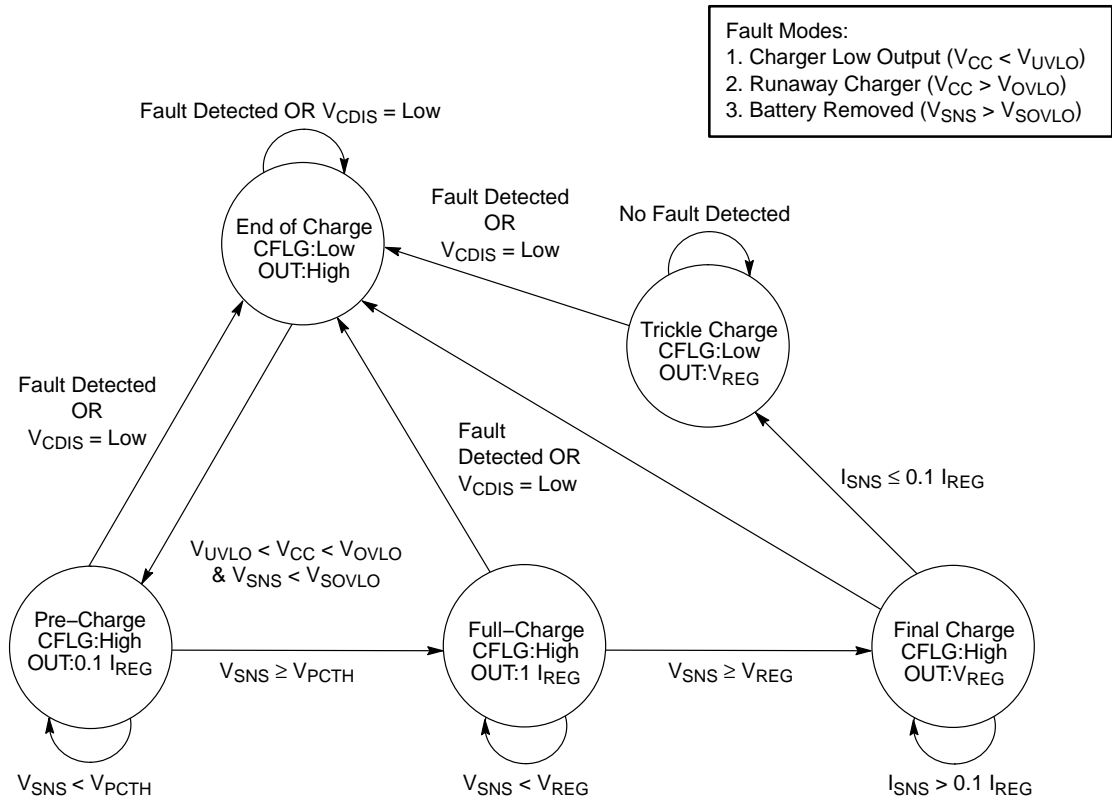 Fault Modes:
1. Charger Low Output (VCC < VUVLO)
2. Runaway Charger (VCC > VOVLO)
3. Battery Removed (VSNS > VSOVLO)
Fault Detected OR VCDIS = Low
End of Charge
CFLG:Low
OUT:High
Fault Detected
OR
VCDIS = Low
No Fault Detected
Trickle Charge
CFLG:Low
OUT:VREG
Fault Detected
OR
VCDIS = Low
Fault
Detected OR
VCDIS = Low
ISNS ≤ 0.1 IREG
VUVLO < VCC < VOVLO
& VSNS < VSOVLO
Pre−Charge
CFLG:High
OUT:0.1 IREG
VSNS ≥ VPCTH
Full−Charge
CFLG:High
OUT:1 IREG
VSNS ≥ VREG
Final Charge
CFLG:High
OUT:VREG
VSNS < VPCTH
VSNS < VREG
ISNS > 0.1 IREG